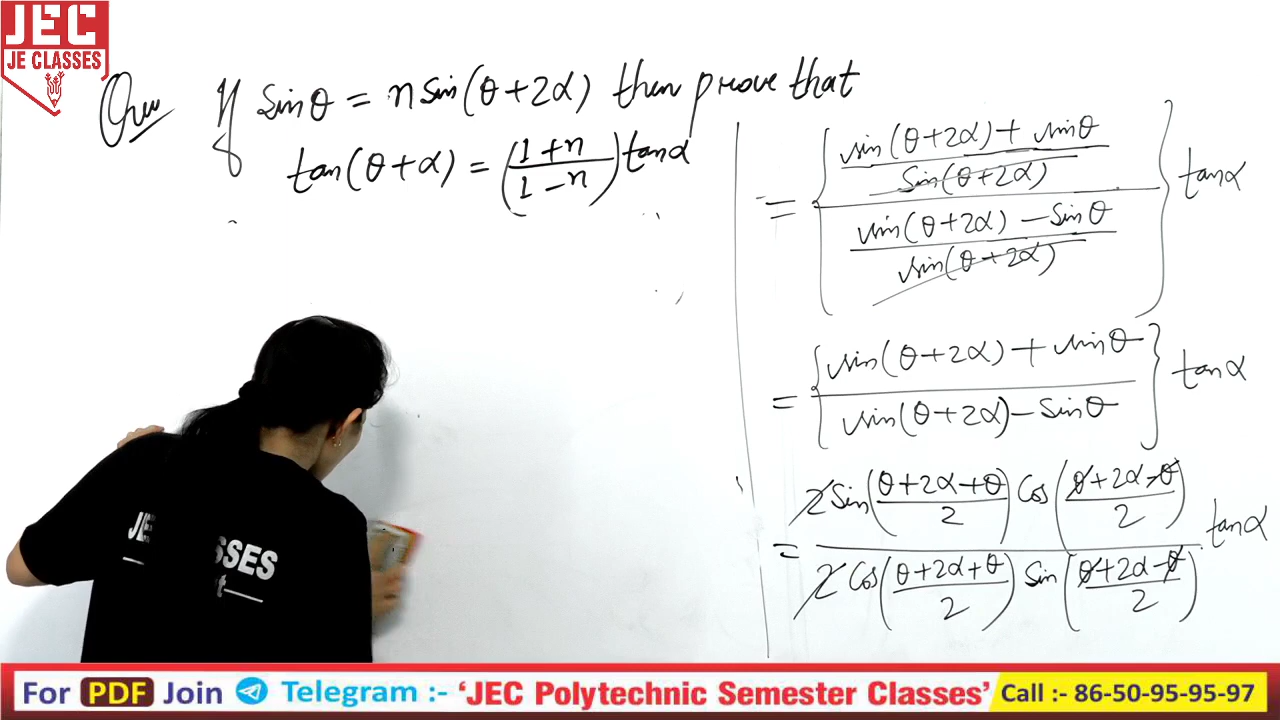 JEC
JE CLASSES
Que If Sinθ = n Sin(θ+2α) then prove that
tan(θ+α) = (1+n / 1-n) tanα
= { sin(θ+2α) + sinθ / Sin(θ+2α) / sin(θ+2α) - Sinθ / sin(θ+2α) } tanα
= { sin(θ+2α) + sinθ / sin(θ+2α) - Sinθ } tanα
= 2 Sin(θ+2α+θ / 2) Cos(θ+2α-θ / 2) / 2 Cos(θ+2α+θ / 2) Sin(θ+2α-θ / 2) tanα
For PDF Join Telegram :- ‘JEC Polytechnic Semester Classes’ Call :- 86-50-95-95-97